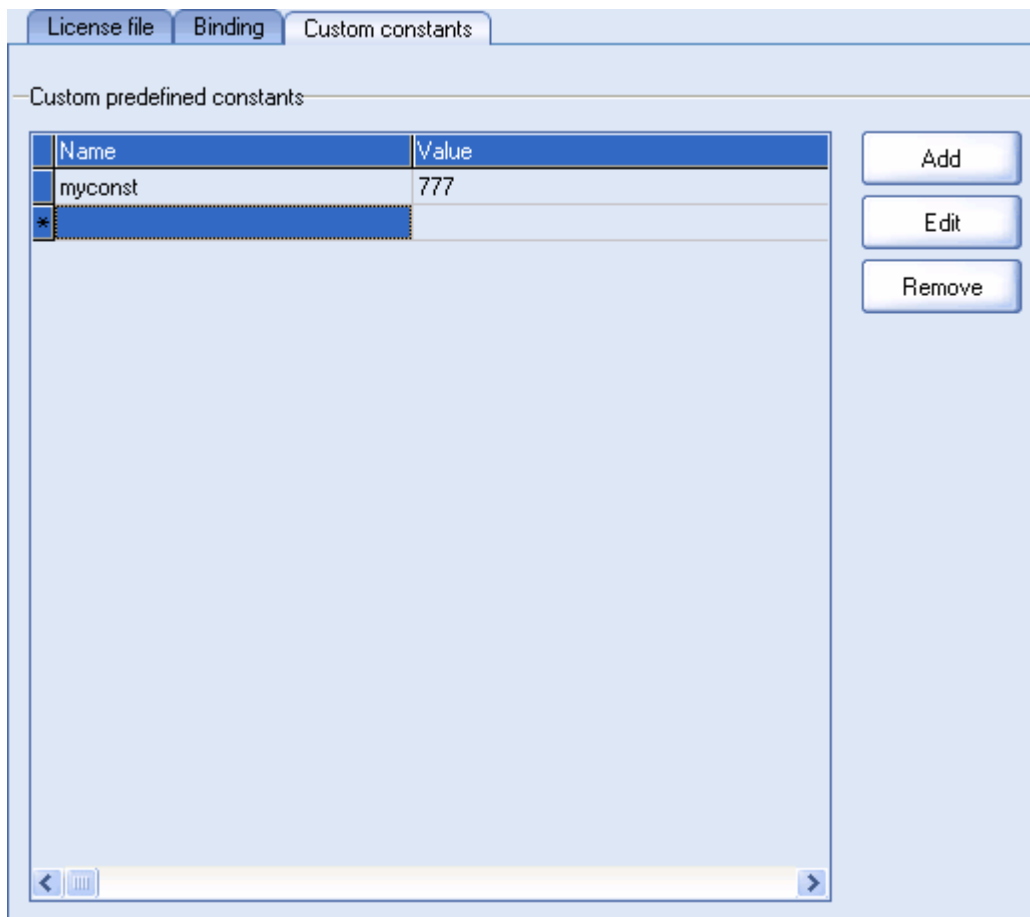 License file Binding Custom constants
Custom predefined constants
Name Value
myconst 777
*
Add
Edit
Remove